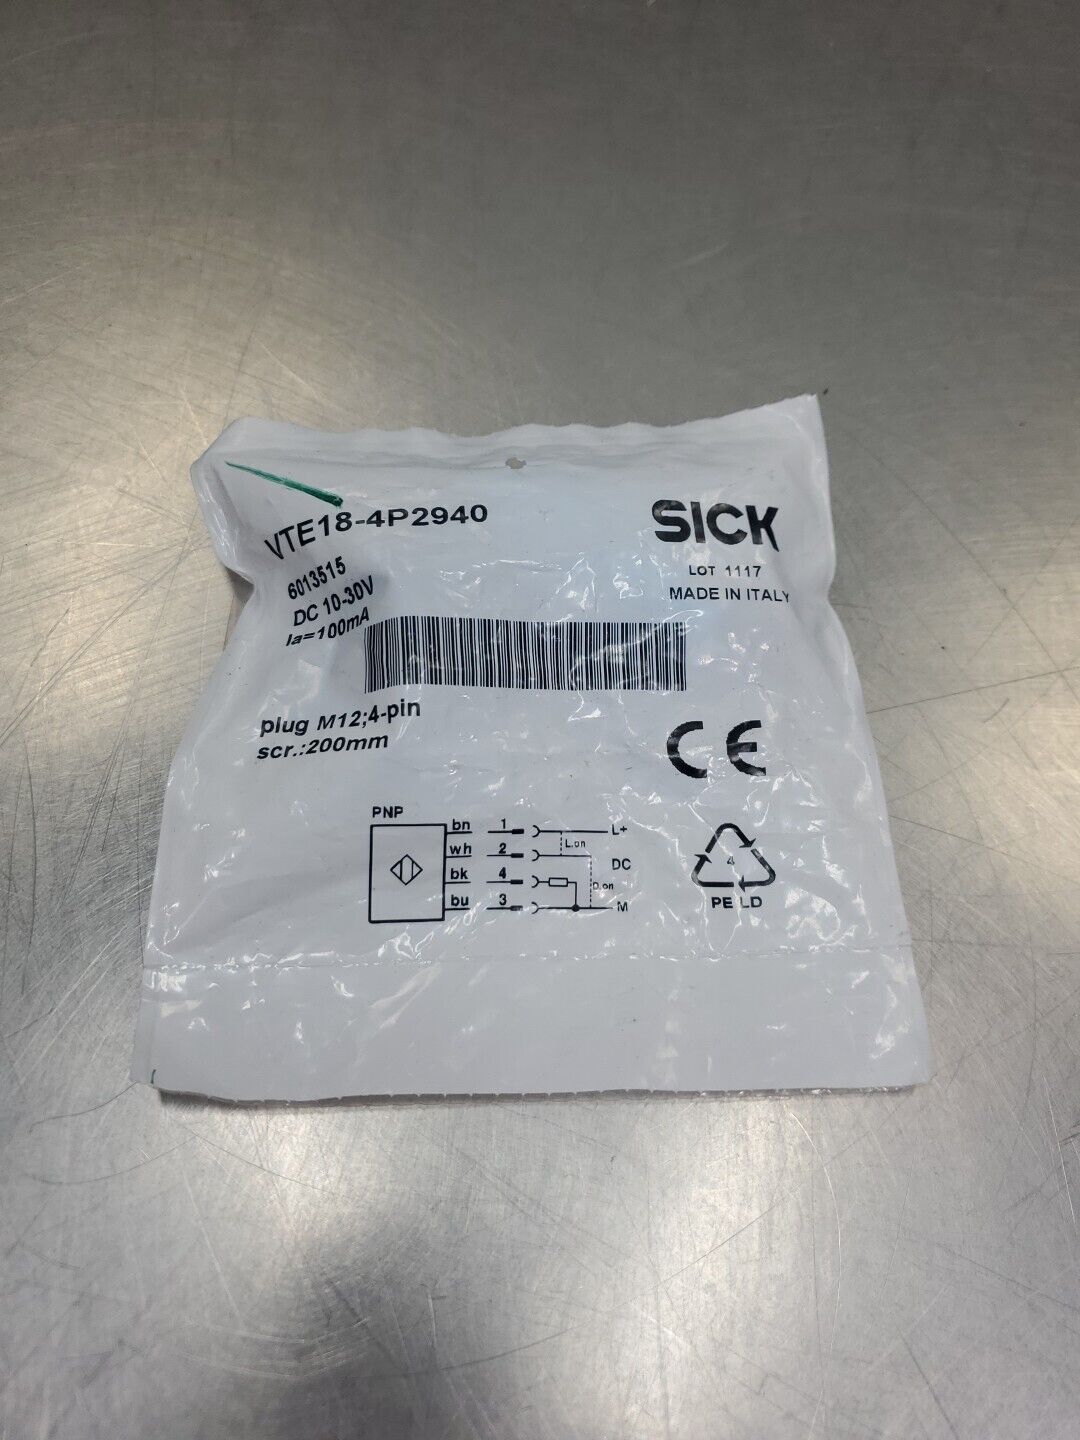 VTE18-4P2940
SICK
6013515
LOT 1117
DC 10-30V
MADE IN ITALY
Ia=100mA
plug M12;4-pin
scr.:200mm
CE
PNP
bn 1 L+
L.on
wh 2
DC
bk 4
D.on
bu 3 M
4
PE-LD